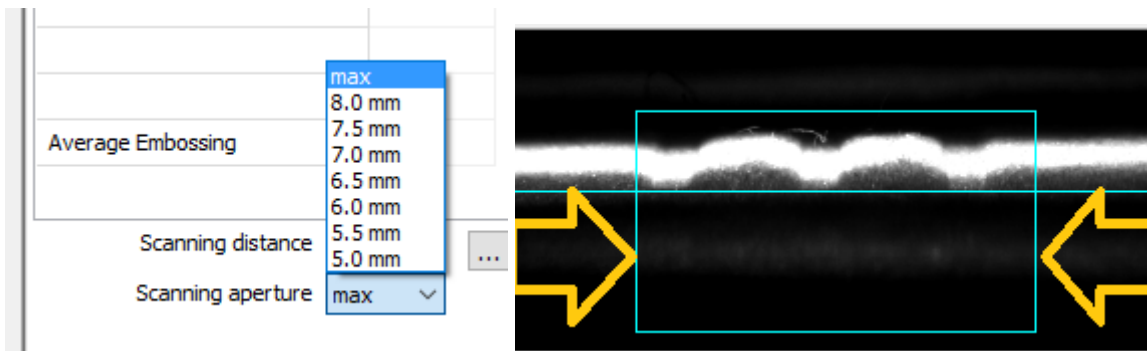 max
8.0 mm
7.5 mm
Average Embossing
7.0 mm
6.5 mm
6.0 mm
5.5 mm
Scanning distance
5.0 mm
...
Scanning aperture max